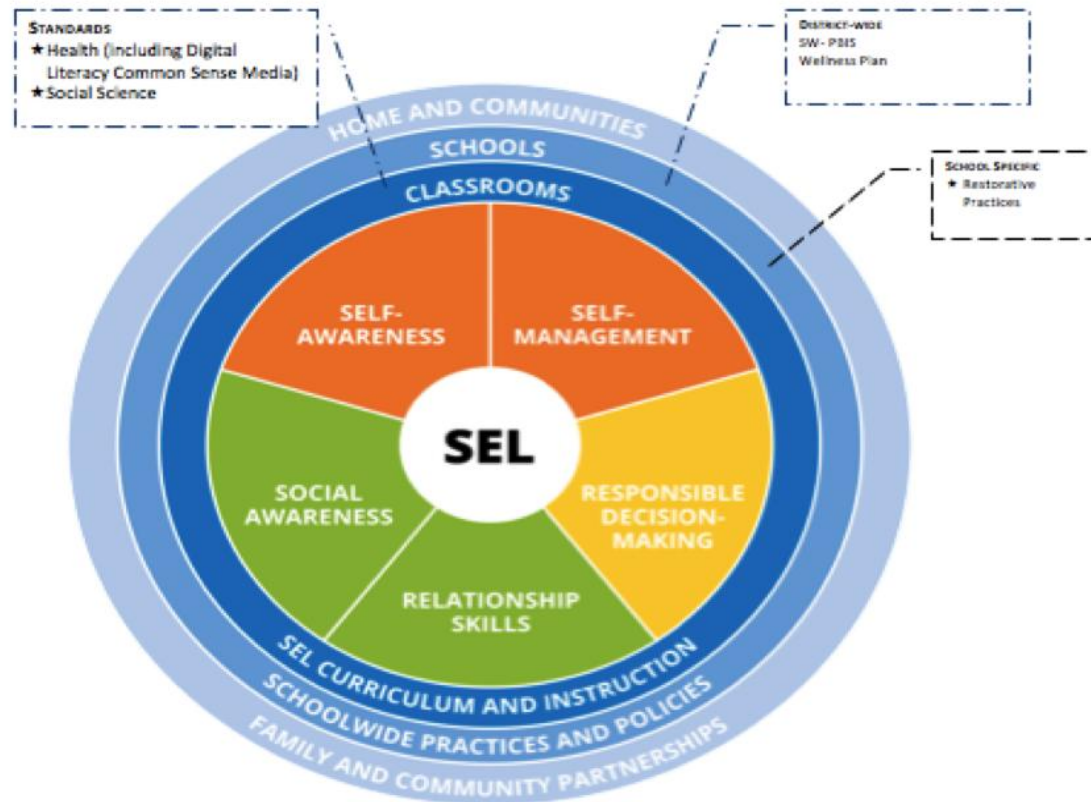 STANDARDS
★ Health (including Digital
Literacy Common Sense Media)
★ Social Science
DISTRICT-WIDE
SW- PBIS
Wellness Plan
SCHOOL SPECIFIC
★ Restorative
Practices
HOME AND COMMUNITIES
SCHOOLS
CLASSROOMS
SELF-
AWARENESS
SELF-
MANAGEMENT
SEL
SOCIAL
AWARENESS
RESPONSIBLE
DECISION-
MAKING
RELATIONSHIP
SKILLS
SEL CURRICULUM AND INSTRUCTION
SCHOOLWIDE PRACTICES AND POLICIES
FAMILY AND COMMUNITY PARTNERSHIPS